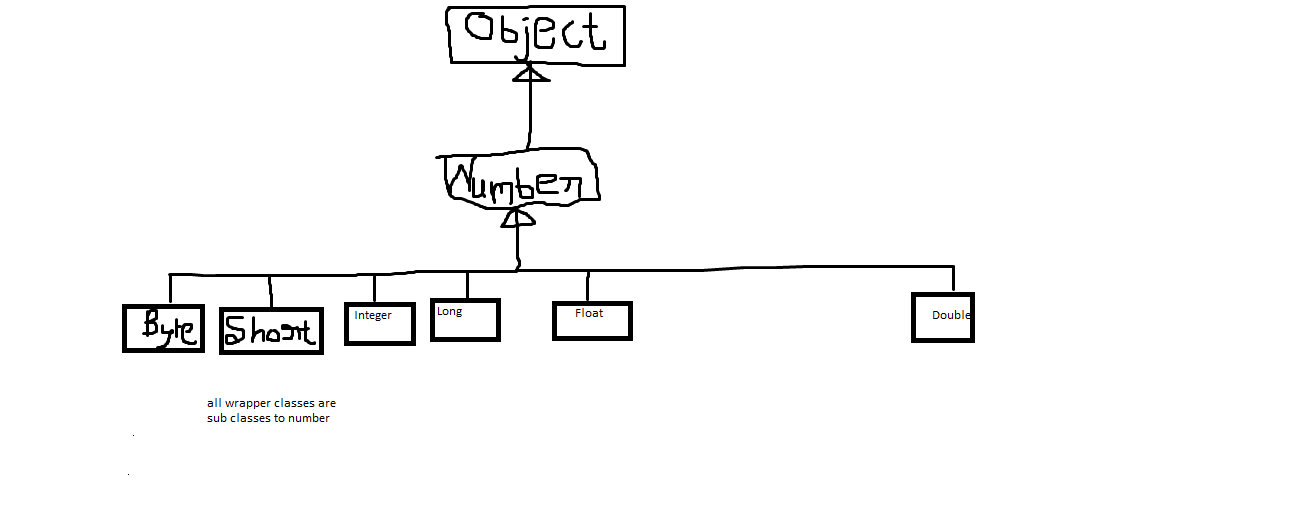 Object
Number
Byte
Short
Integer
Long
Float
Double
all wrapper classes are
sub classes to number